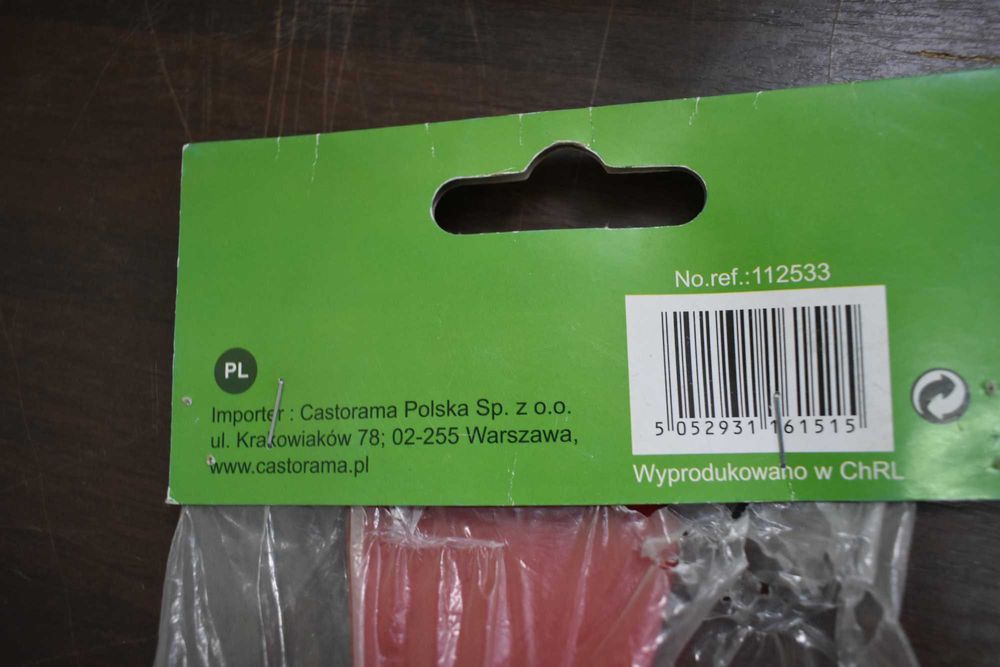 No.ref.:112533
PL
Importer : Castorama Polska Sp. z o.o.
ul. Krakowiaków 78; 02-255 Warszawa,
www.castorama.pl
5 052931 161515
Wyprodukowano w ChRL